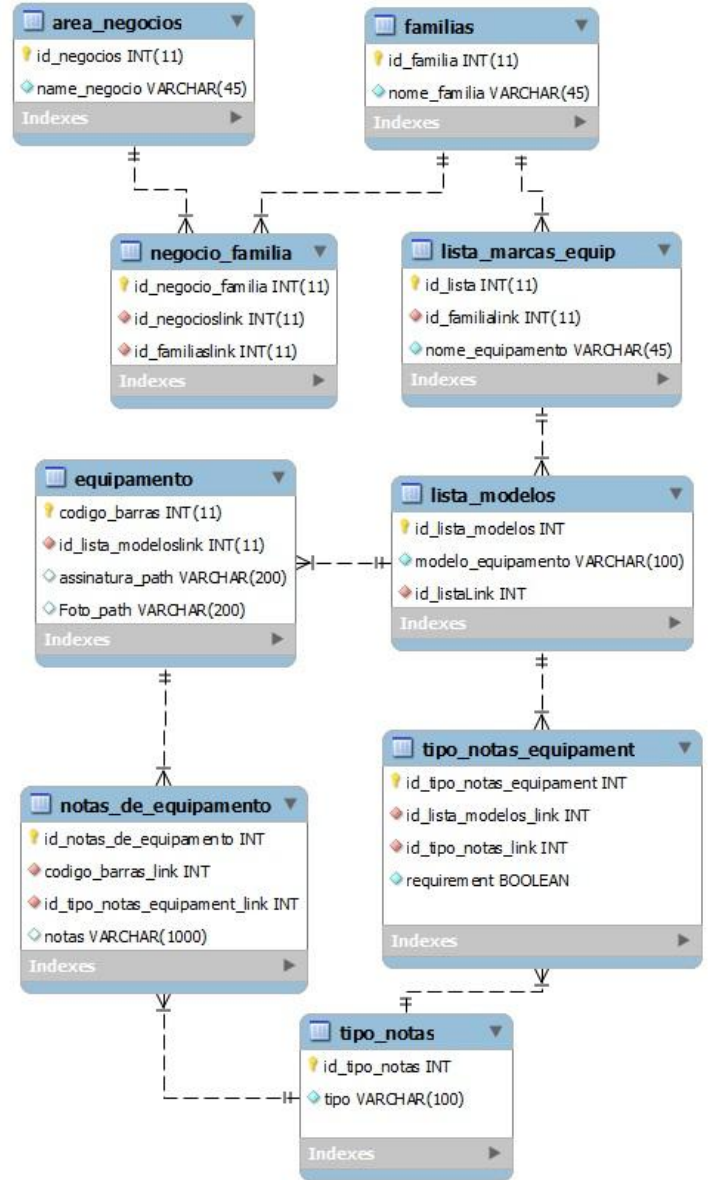 area_negocios
id_negocios INT(11)
name_negocio VARCHAR(45)
Indexes
familias
id_familia INT(11)
nome_familia VARCHAR(45)
Indexes
negocio_familia
id_negocio_familia INT(11)
id_negocioslink INT(11)
id_familiaslink INT(11)
Indexes
lista_marcas_equip
id_lista INT(11)
id_familialink INT(11)
nome_equipamento VARCHAR(45)
Indexes
equipamento
codigo_barras INT(11)
id_lista_modeloslink INT(11)
assinatura_path VARCHAR(200)
Foto_path VARCHAR(200)
Indexes
lista_modelos
id_lista_modelos INT
modelo_equipamento VARCHAR(100)
id_listaLink INT
Indexes
notas_de_equipamento
id_notas_de_equipamento INT
codigo_barras_link INT
id_tipo_notas_equipament_link INT
notas VARCHAR(1000)
Indexes
tipo_notas_equipament
id_tipo_notas_equipament INT
id_lista_modelos_link INT
id_tipo_notas_link INT
requirement BOOLEAN
Indexes
tipo_notas
id_tipo_notas INT
tipo VARCHAR(100)
Indexes